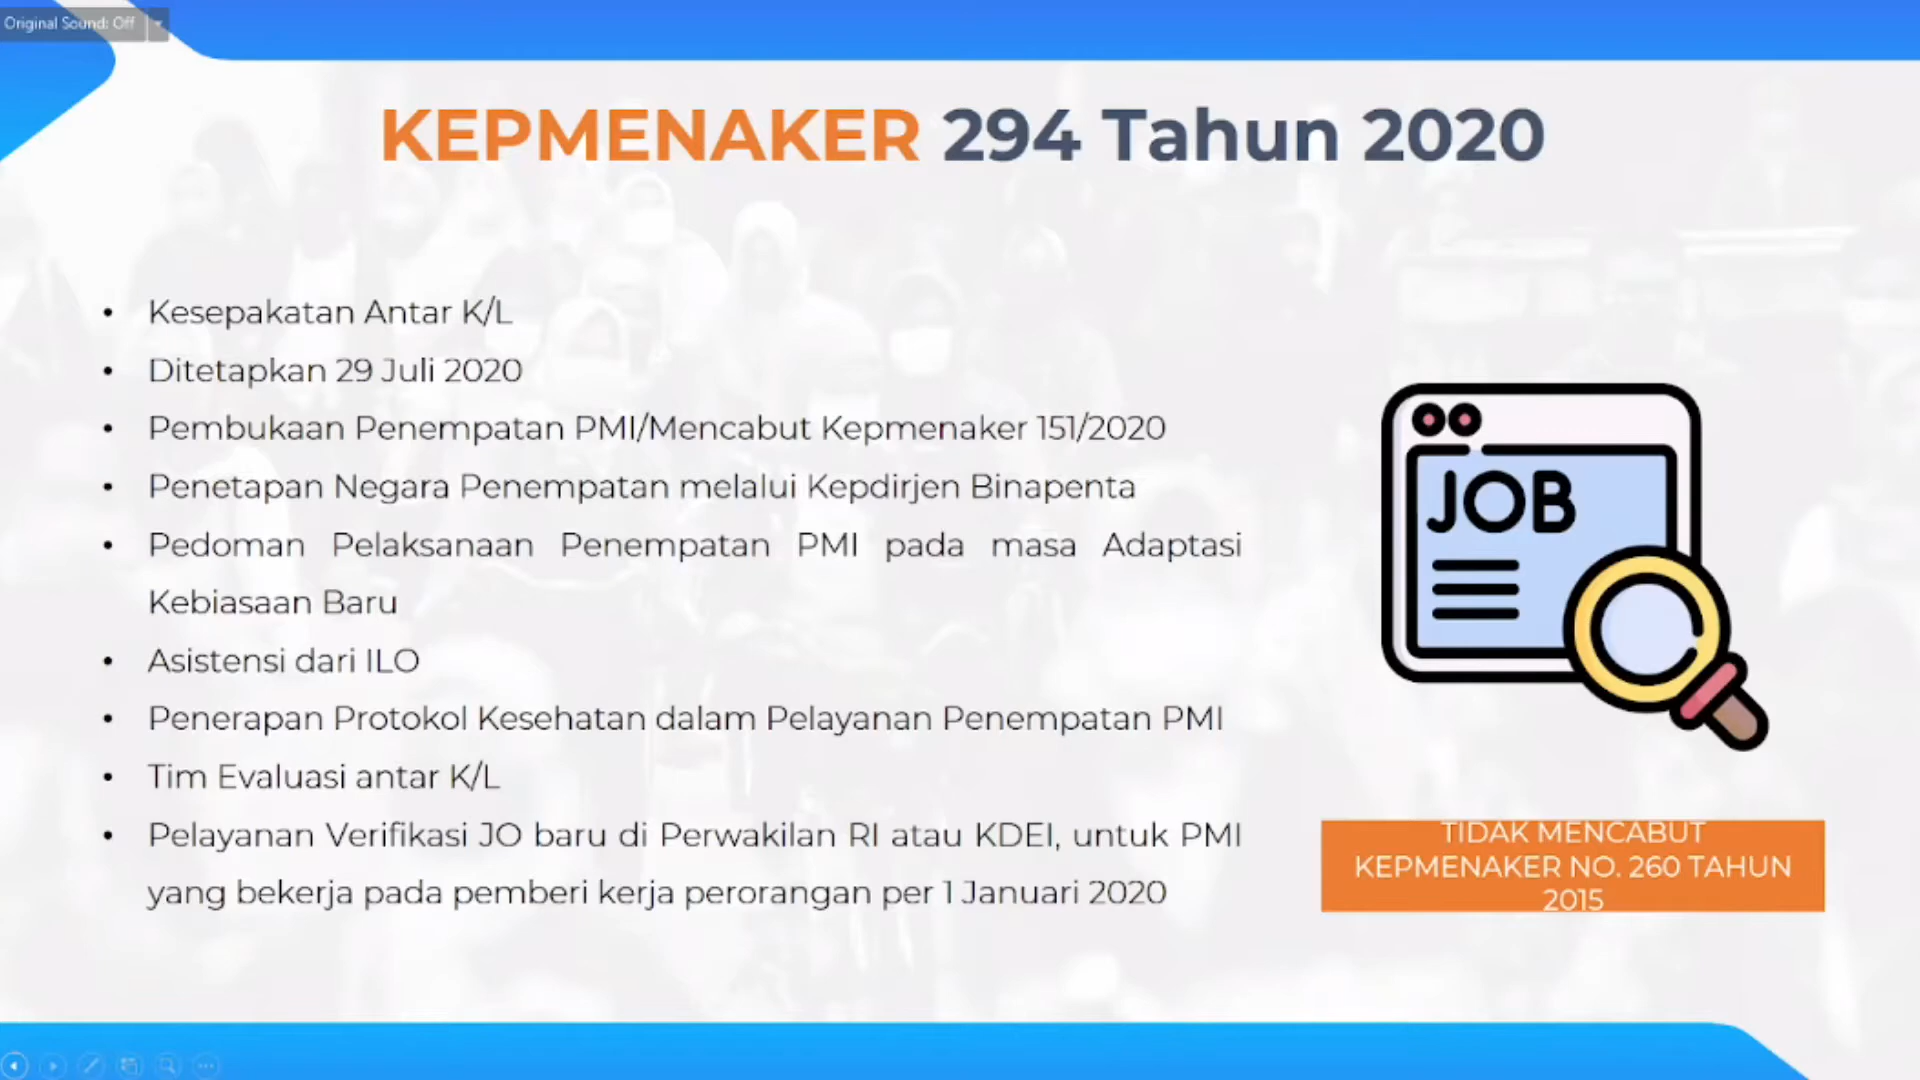 Original Sound: Off
KEPMENAKER 294 Tahun 2020
• Kesepakatan Antar K/L
• Ditetapkan 29 Juli 2020
• Pembukaan Penempatan PMI/Mencabut Kepmenaker 151/2020
• Penetapan Negara Penempatan melalui Kepdirjen Binapenta
• Pedoman Pelaksanaan Penempatan PMI pada masa Adaptasi
Kebiasaan Baru
• Asistensi dari ILO
• Penerapan Protokol Kesehatan dalam Pelayanan Penempatan PMI
• Tim Evaluasi antar K/L
• Pelayanan Verifikasi JO baru di Perwakilan RI atau KDEI, untuk PMI
yang bekerja pada pemberi kerja perorangan per 1 Januari 2020
JOB
TIDAK MENCABUT
KEPMENAKER NO. 260 TAHUN
2015